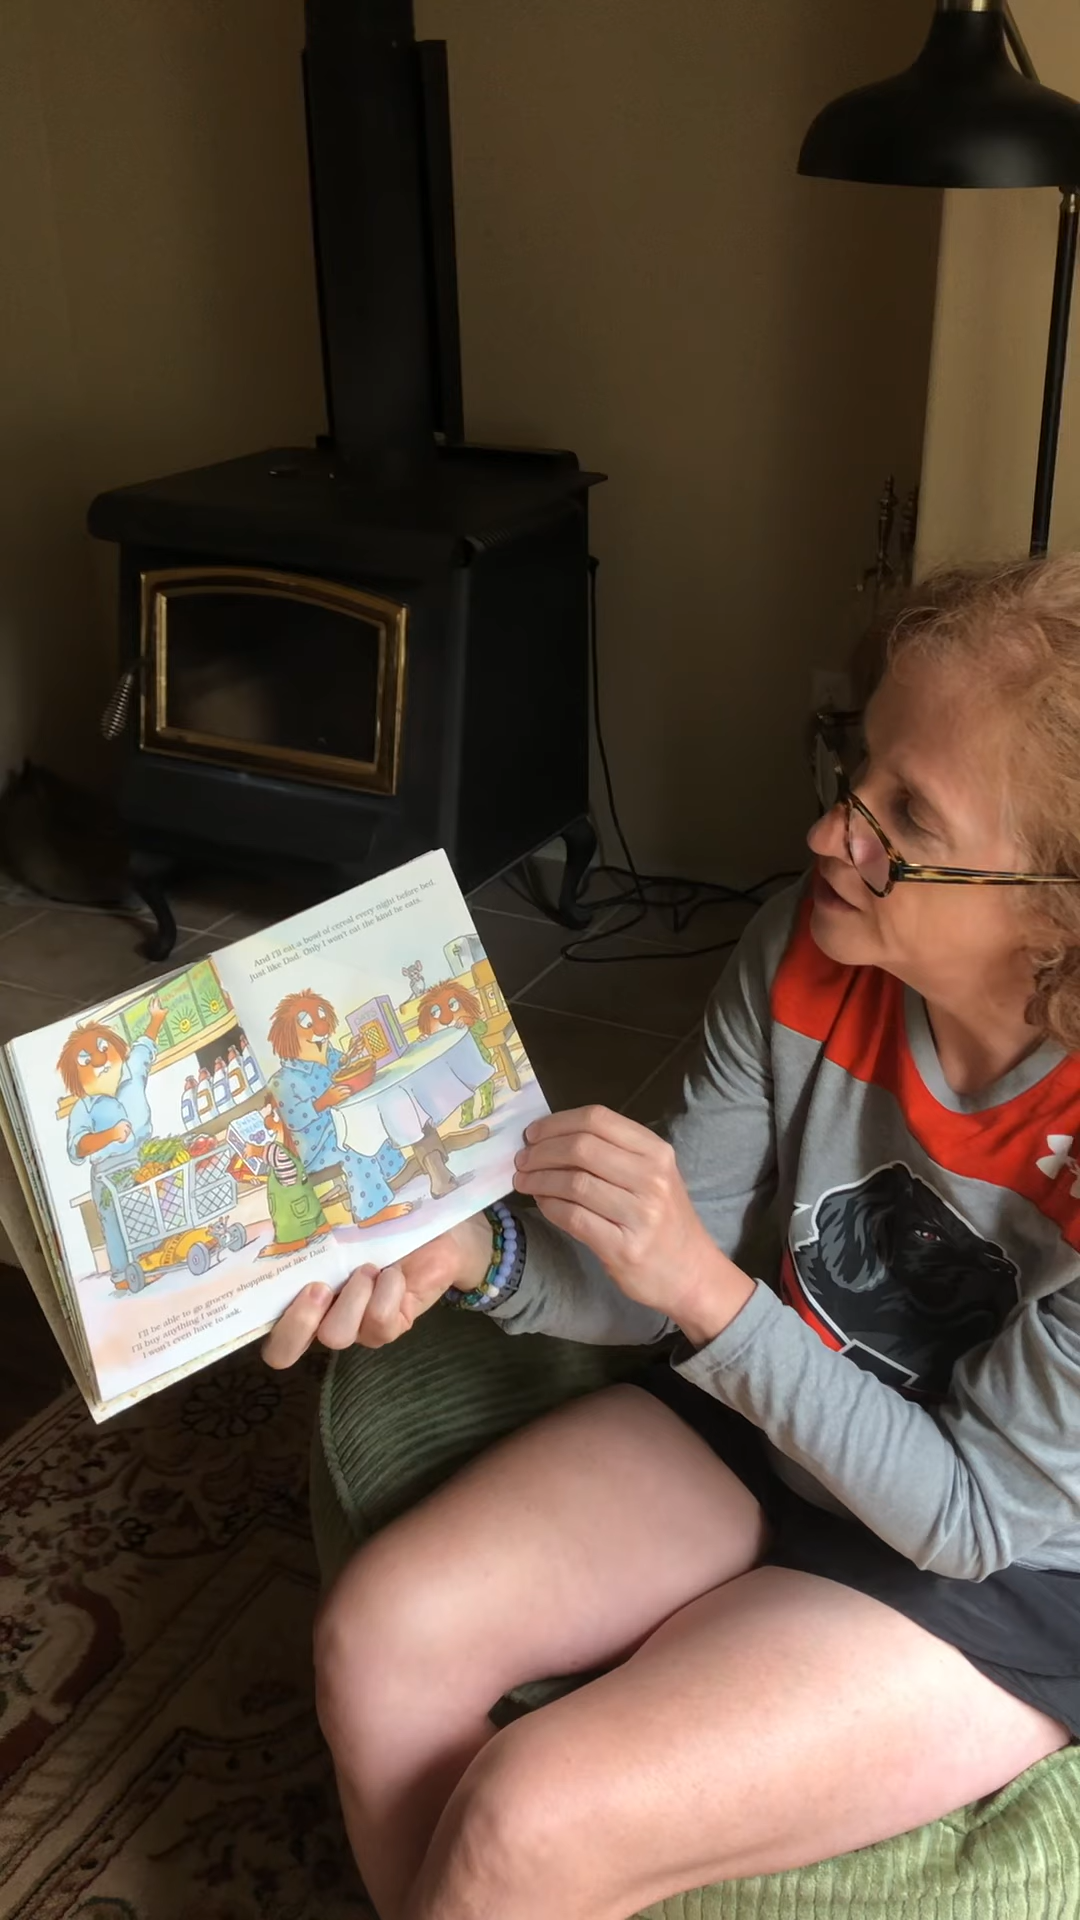 I'll be able to go grocery shopping, just like Dad.
I'll buy anything I want.
I won't even have to ask.
And I'll eat a bowl of cereal every night before bed,
just like Dad. Only I won't eat the kind he eats.